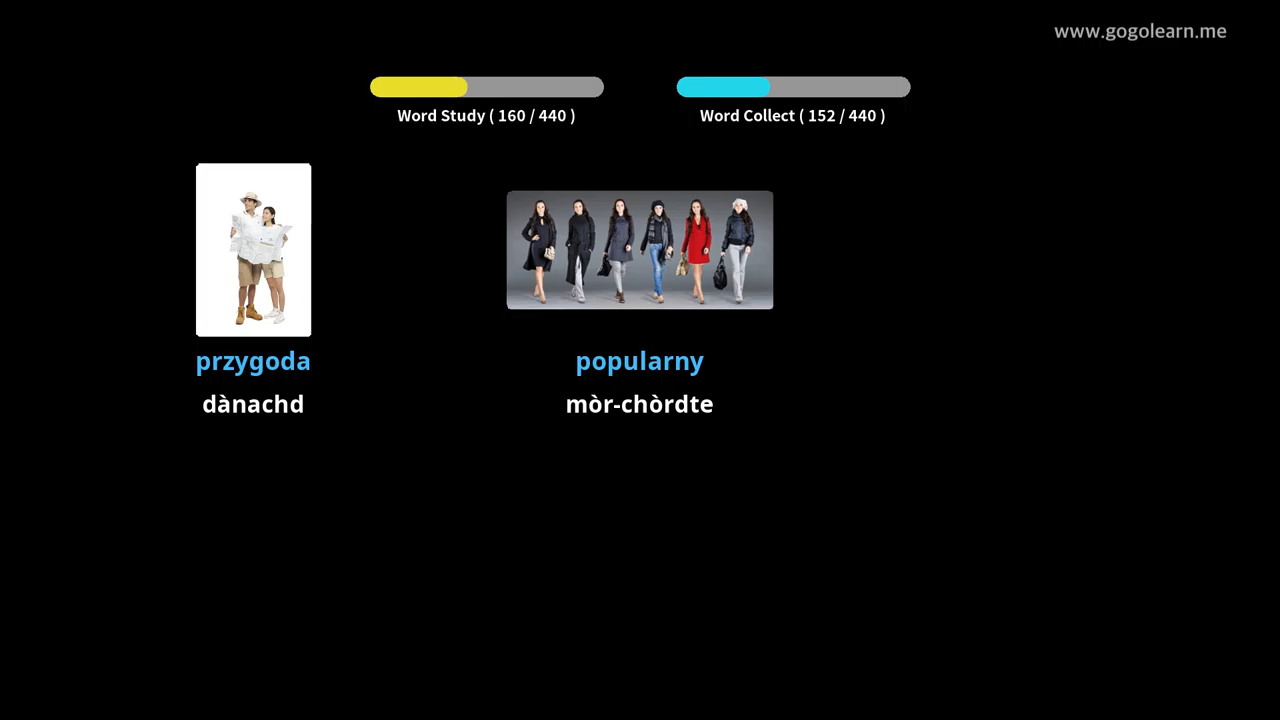 www.gogolearn.me
Word Study ( 160 / 440 )
Word Collect ( 152 / 440 )
przygoda
dànachd
popularny
mòr-chòrdte